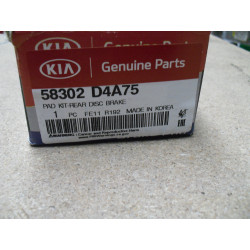 KIA Genuine Parts
KIA Genuine Parts
58302 D4A75
PAD KIT-REAR DISC BRAKE
1 PC FE11 R192 MADE IN KOREA